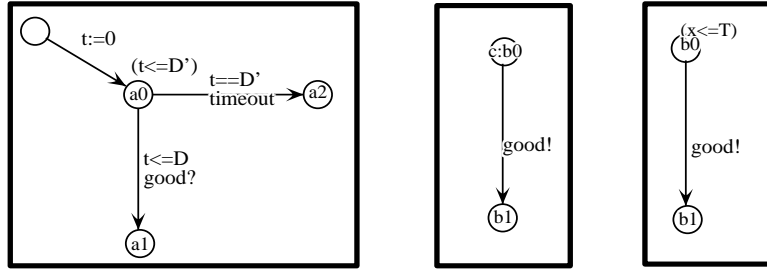 t:=0
(t<=D')
a0
t==D'
timeout
a2
t<=D
good?
a1
c:b0
good!
b1
(x<=T)
b0
good!
b1